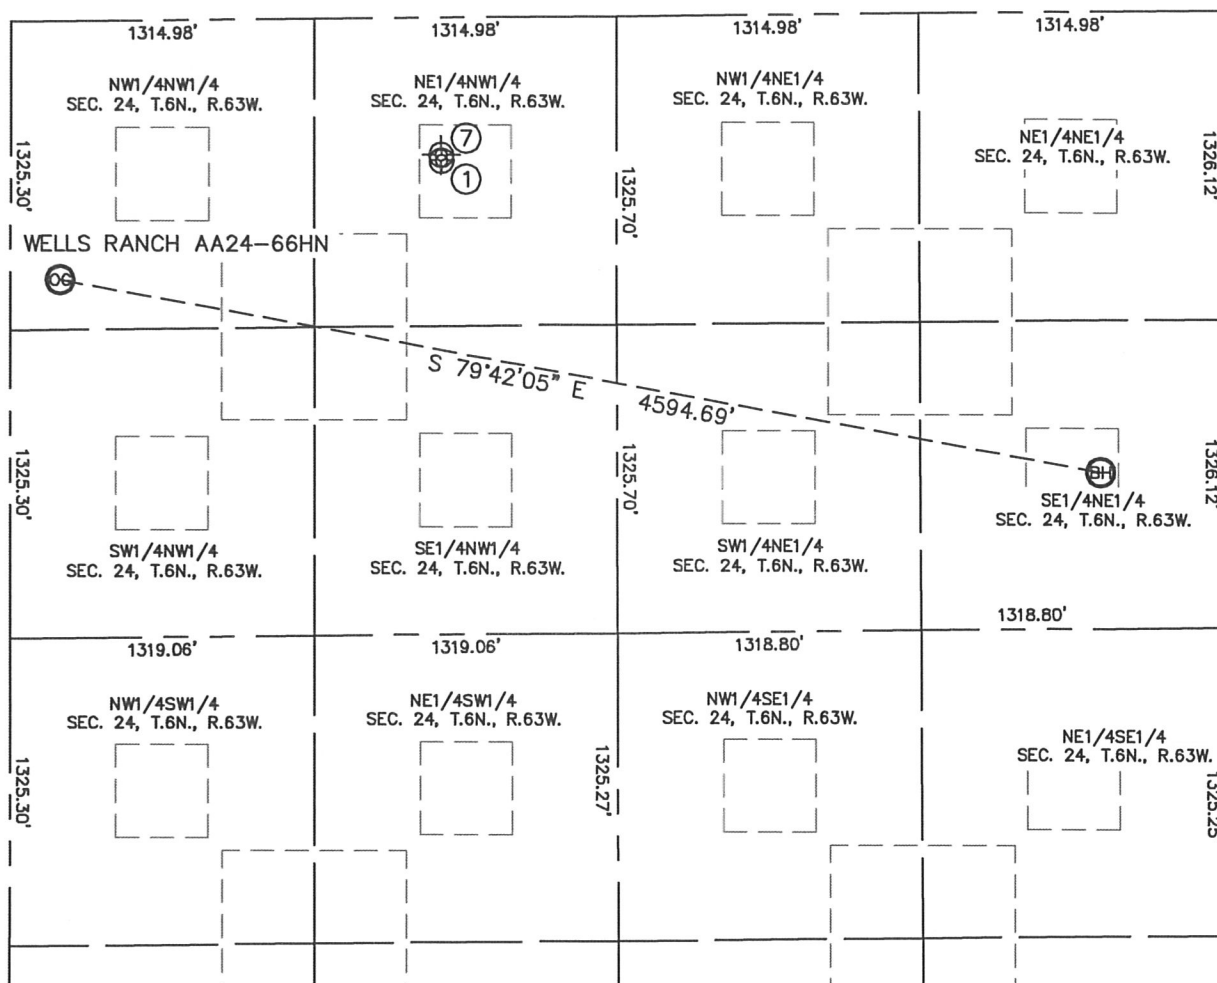 1314.98'
1314.98'
1314.98'
1314.98'
NW1/4NW1/4
SEC. 24, T.6N., R.63W.
NE1/4NW1/4
SEC. 24, T.6N., R.63W.
NW1/4NE1/4
SEC. 24, T.6N., R.63W.
NE1/4NE1/4
SEC. 24, T.6N., R.63W.
7
1
1325.30'
1325.70'
1326.12'
WELLS RANCH AA24-66HN
OG
S 79°42'05" E
4594.69'
BH
1325.30'
1325.70'
1326.12'
SW1/4NW1/4
SEC. 24, T.6N., R.63W.
SE1/4NW1/4
SEC. 24, T.6N., R.63W.
SW1/4NE1/4
SEC. 24, T.6N., R.63W.
SE1/4NE1/4
SEC. 24, T.6N., R.63W.
1319.06'
1319.06'
1318.80'
1318.80'
NW1/4SW1/4
SEC. 24, T.6N., R.63W.
NE1/4SW1/4
SEC. 24, T.6N., R.63W.
NW1/4SE1/4
SEC. 24, T.6N., R.63W.
NE1/4SE1/4
SEC. 24, T.6N., R.63W.
1325.30'
1325.27'
1325.25